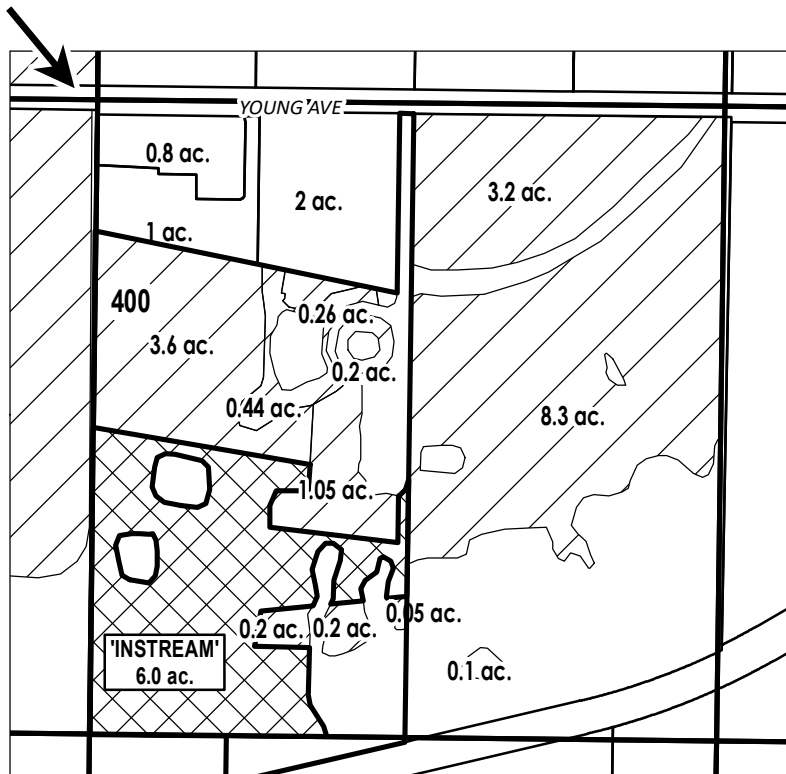 YOUNG AVE
0.8 ac.
2 ac.
3.2 ac.
1 ac.
400
0.26 ac.
3.6 ac.
0.2 ac.
0.44 ac.
8.3 ac.
1.05 ac.
0.05 ac.
0.2 ac.
0.2 ac.
'INSTREAM'
6.0 ac.
0.1 ac.